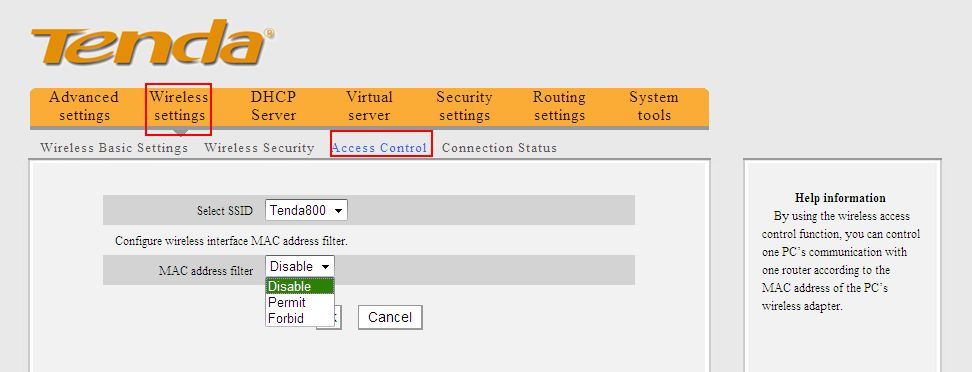 Tenda®
Advanced settings
Wireless settings
DHCP Server
Virtual server
Security settings
Routing settings
System tools
Wireless Basic Settings Wireless Security Access Control Connection Status
Select SSID Tenda800
Configure wireless interface MAC address filter.
MAC address filter Disable
Disable
Permit
Forbid
Cancel
Help information
By using the wireless access
control function, you can control
one PC’s communication with
one router according to the
MAC address of the PC’s
wireless adapter.